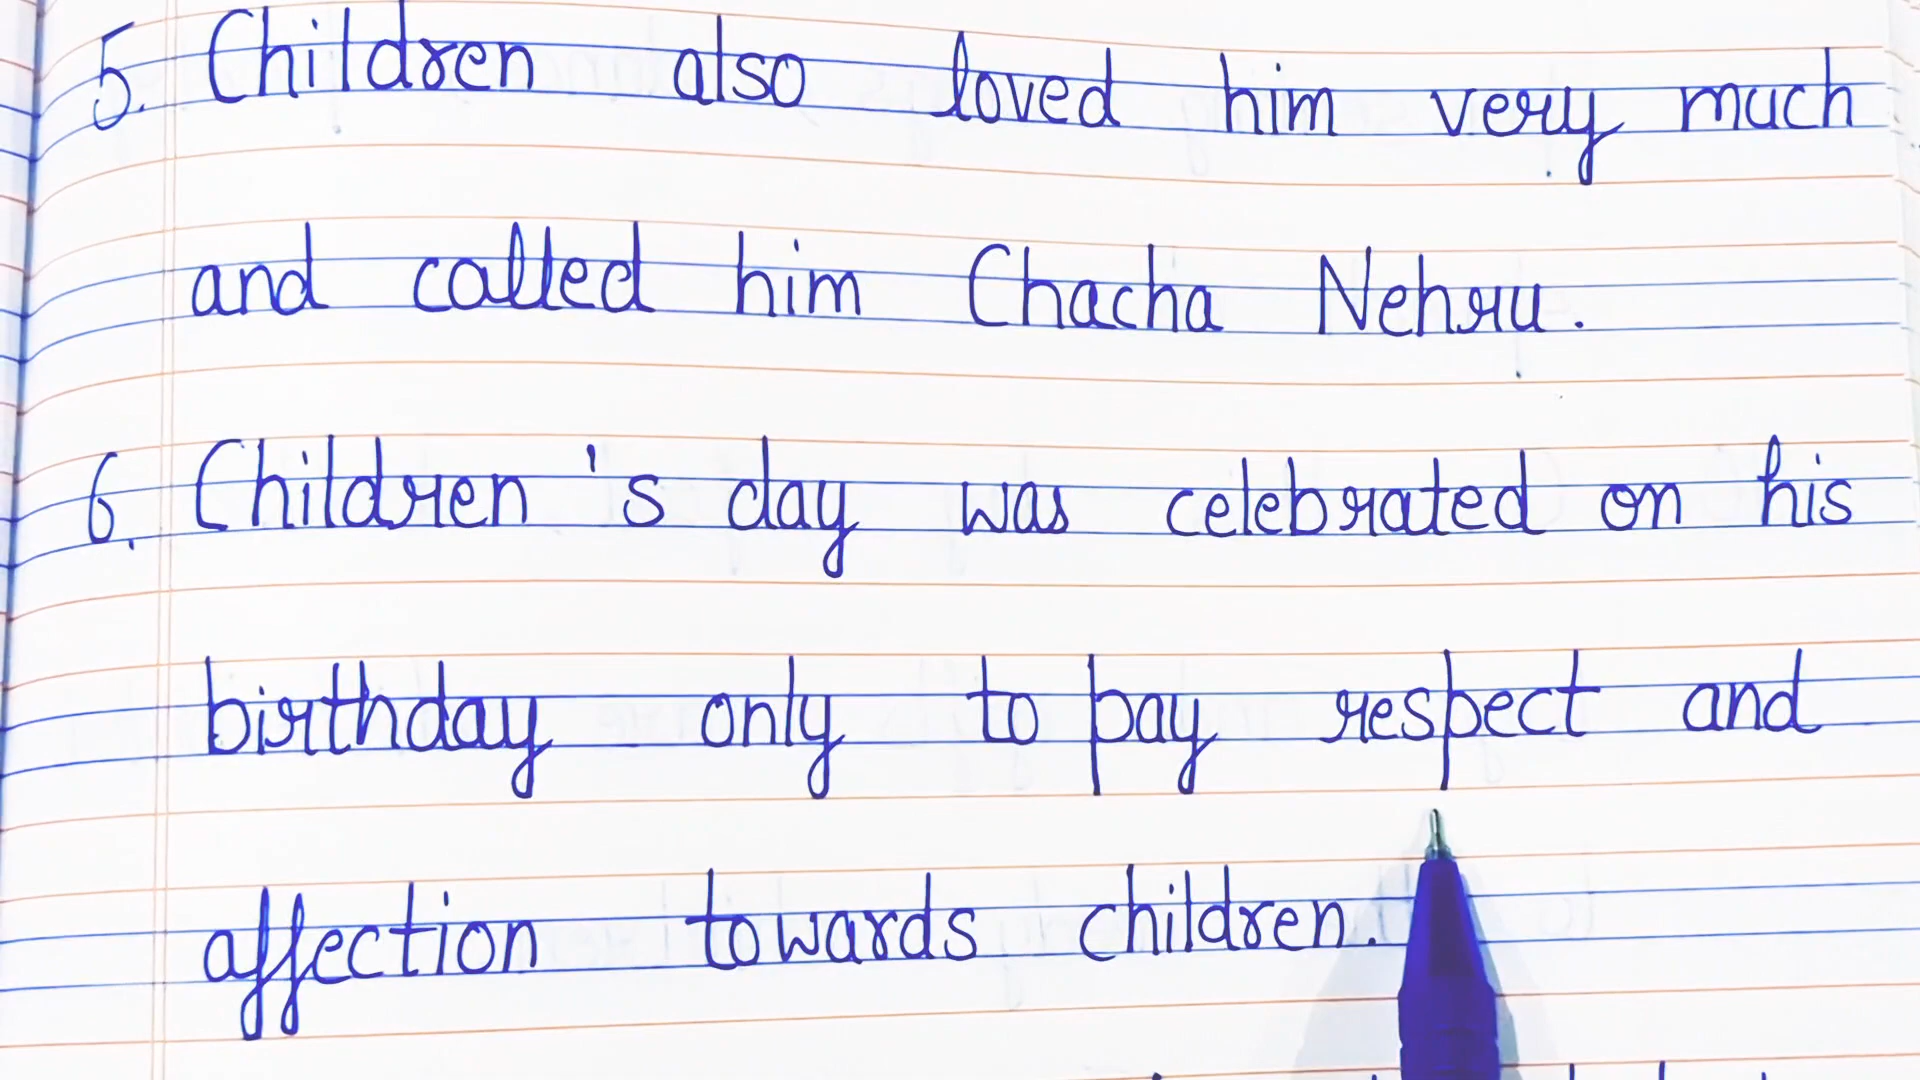 5. Children also loved him very much
and called him Chacha Nehru.
6. Children's day was celebrated on his
birthday only to pay respect and
affection towards children.